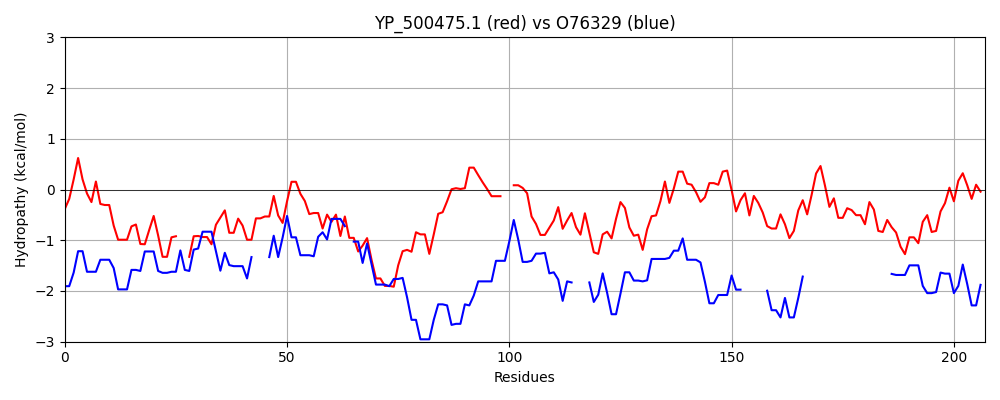 YP_500475.1 (red) vs O76329 (blue)
Hydropathy (kcal/mol)
3
2
1
0
−1
−2
−3
0 50 100 150 200
Residues